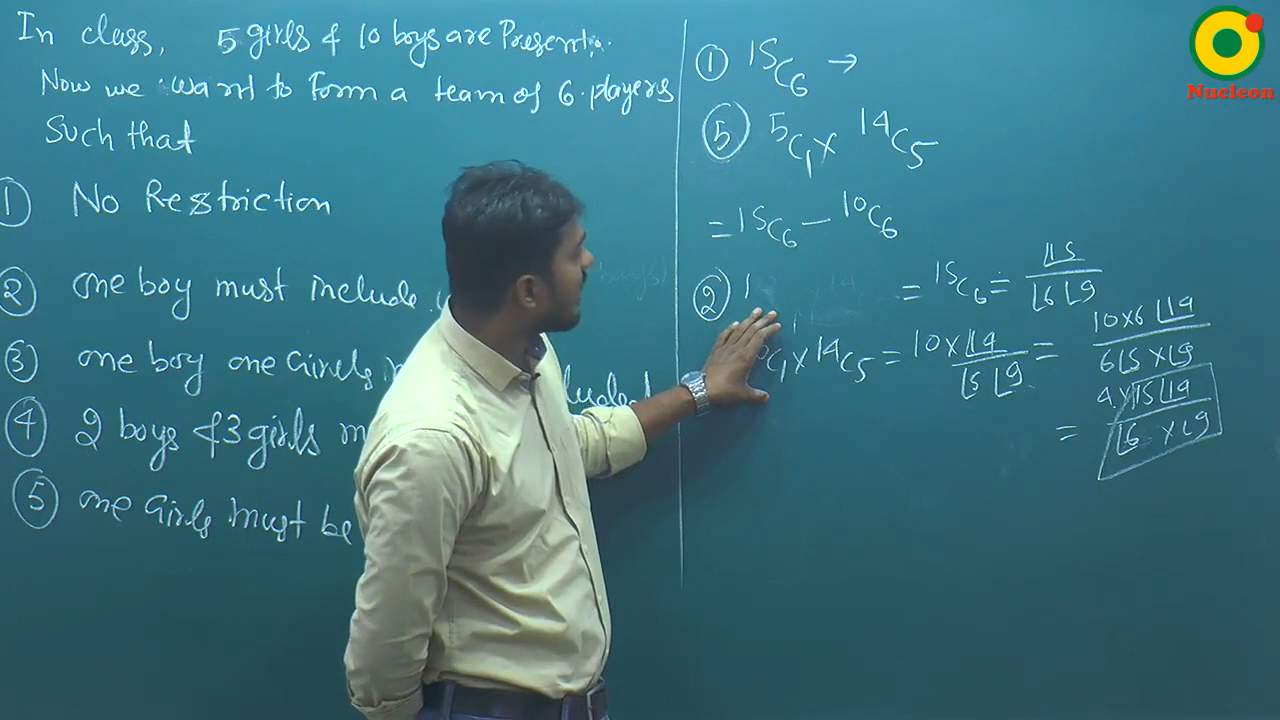 In class, 5 girls & 10 boys are Present.
Now we want to Form a team of 6 players
Such that
① No Restriction
② one boy must include
③ one boy one Girls
④ 2 boys & 3 girls
⑤ one Girls must be
① 15C6 →
⑤ 5C1 × 14C5
= 15C6 – 10C6
② 1
= 15C6 = ⌊15 / ⌊6 ⌊9
C1 × 14C5 = 10 × ⌊14 / ⌊5 ⌊9 = 10×6 ⌊14 / 6⌊5 × ⌊9
= 4 × 15⌊14 / ⌊6 × ⌊9
Nucleon